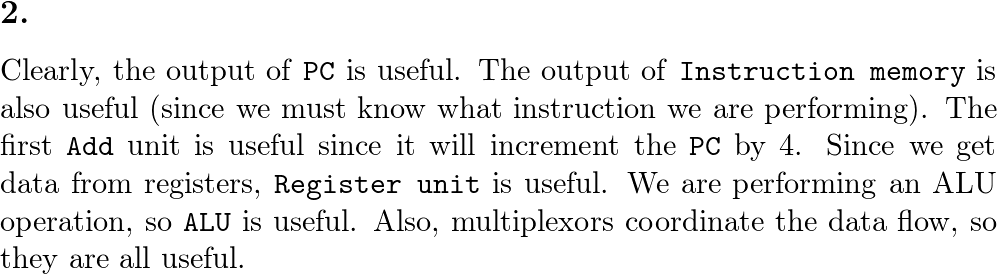 2.
Clearly, the output of PC is useful. The output of Instruction memory is
also useful (since we must know what instruction we are performing). The
first Add unit is useful since it will increment the PC by 4. Since we get
data from registers, Register unit is useful. We are performing an ALU
operation, so ALU is useful. Also, multiplexors coordinate the data flow, so
they are all useful.